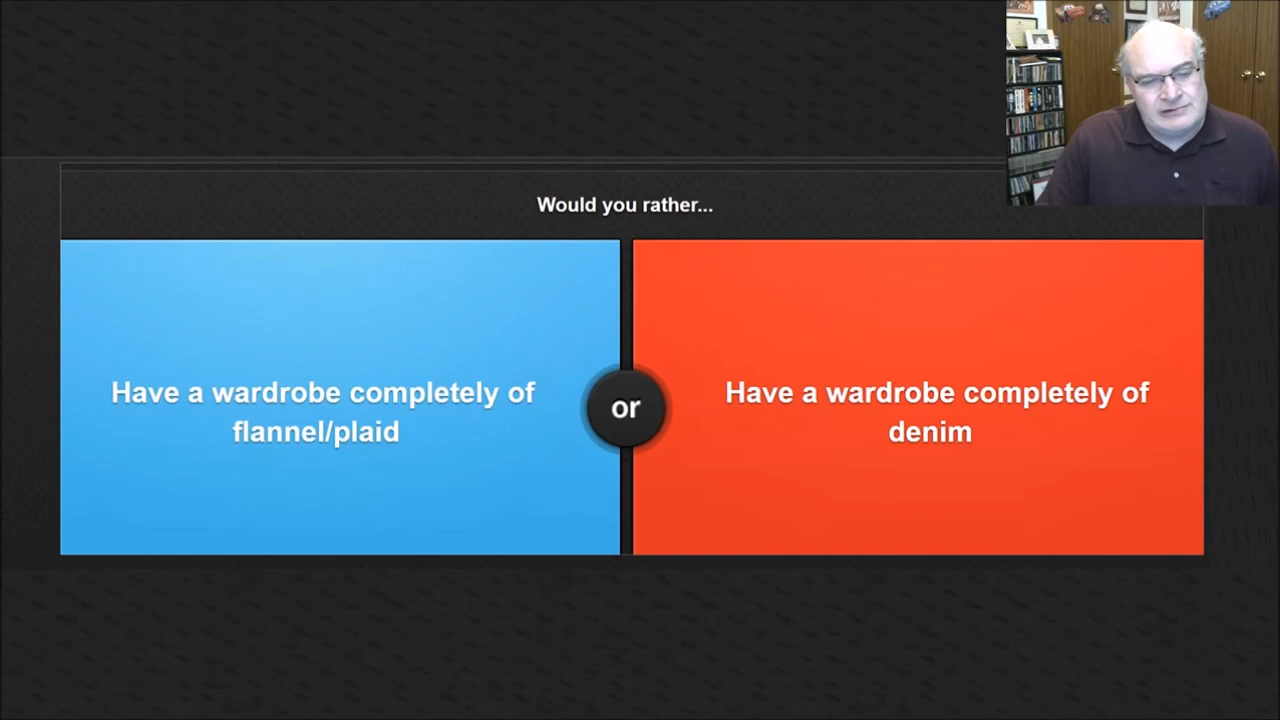 Would you rather...
Have a wardrobe completely of
flannel/plaid
or
Have a wardrobe completely of
denim